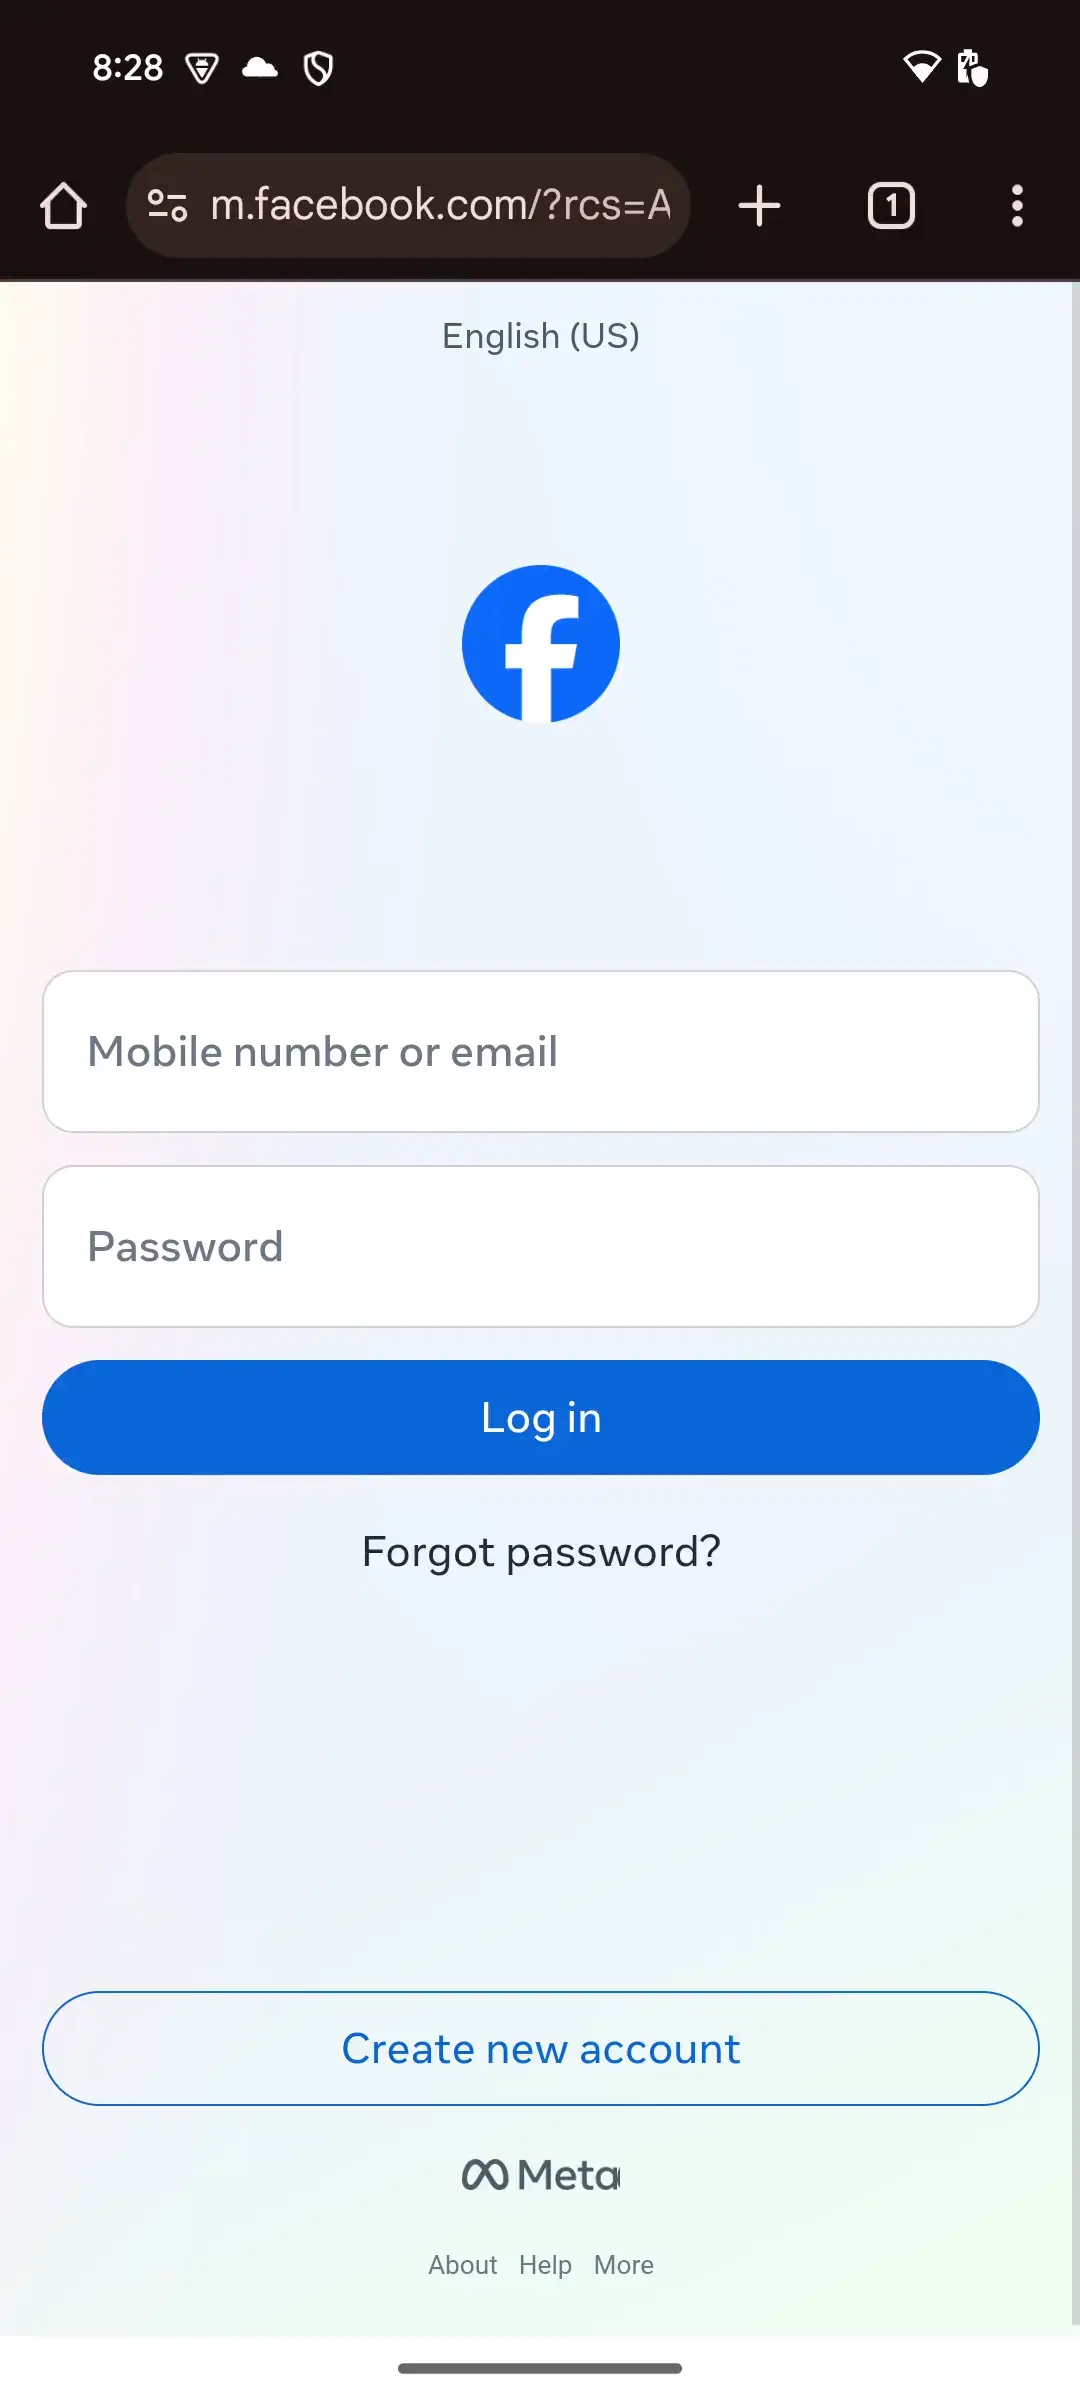 8:28
m.facebook.com/?rcs=A
1
English (US)
Mobile number or email
Password
Log in
Forgot password?
Create new account
Meta
About Help More